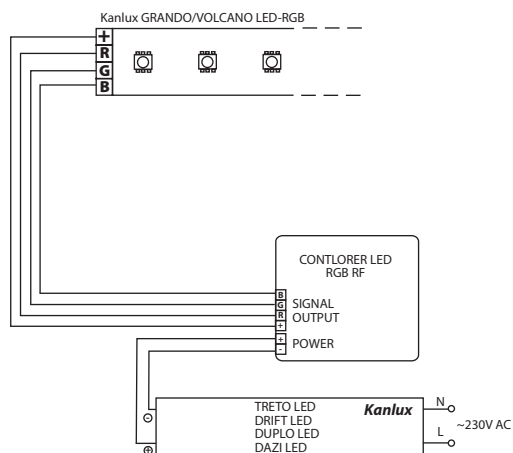 Kanlux GRANDO/VOLCANO LED-RGB
+
R
G
B
CONTLORER LED
RGB RF
B
G
R
+
SIGNAL
OUTPUT
+
-
POWER
TRETO LED
DRIFT LED
DUPLO LED
DAZI LED
Kanlux
-
+
N
L
~230V AC